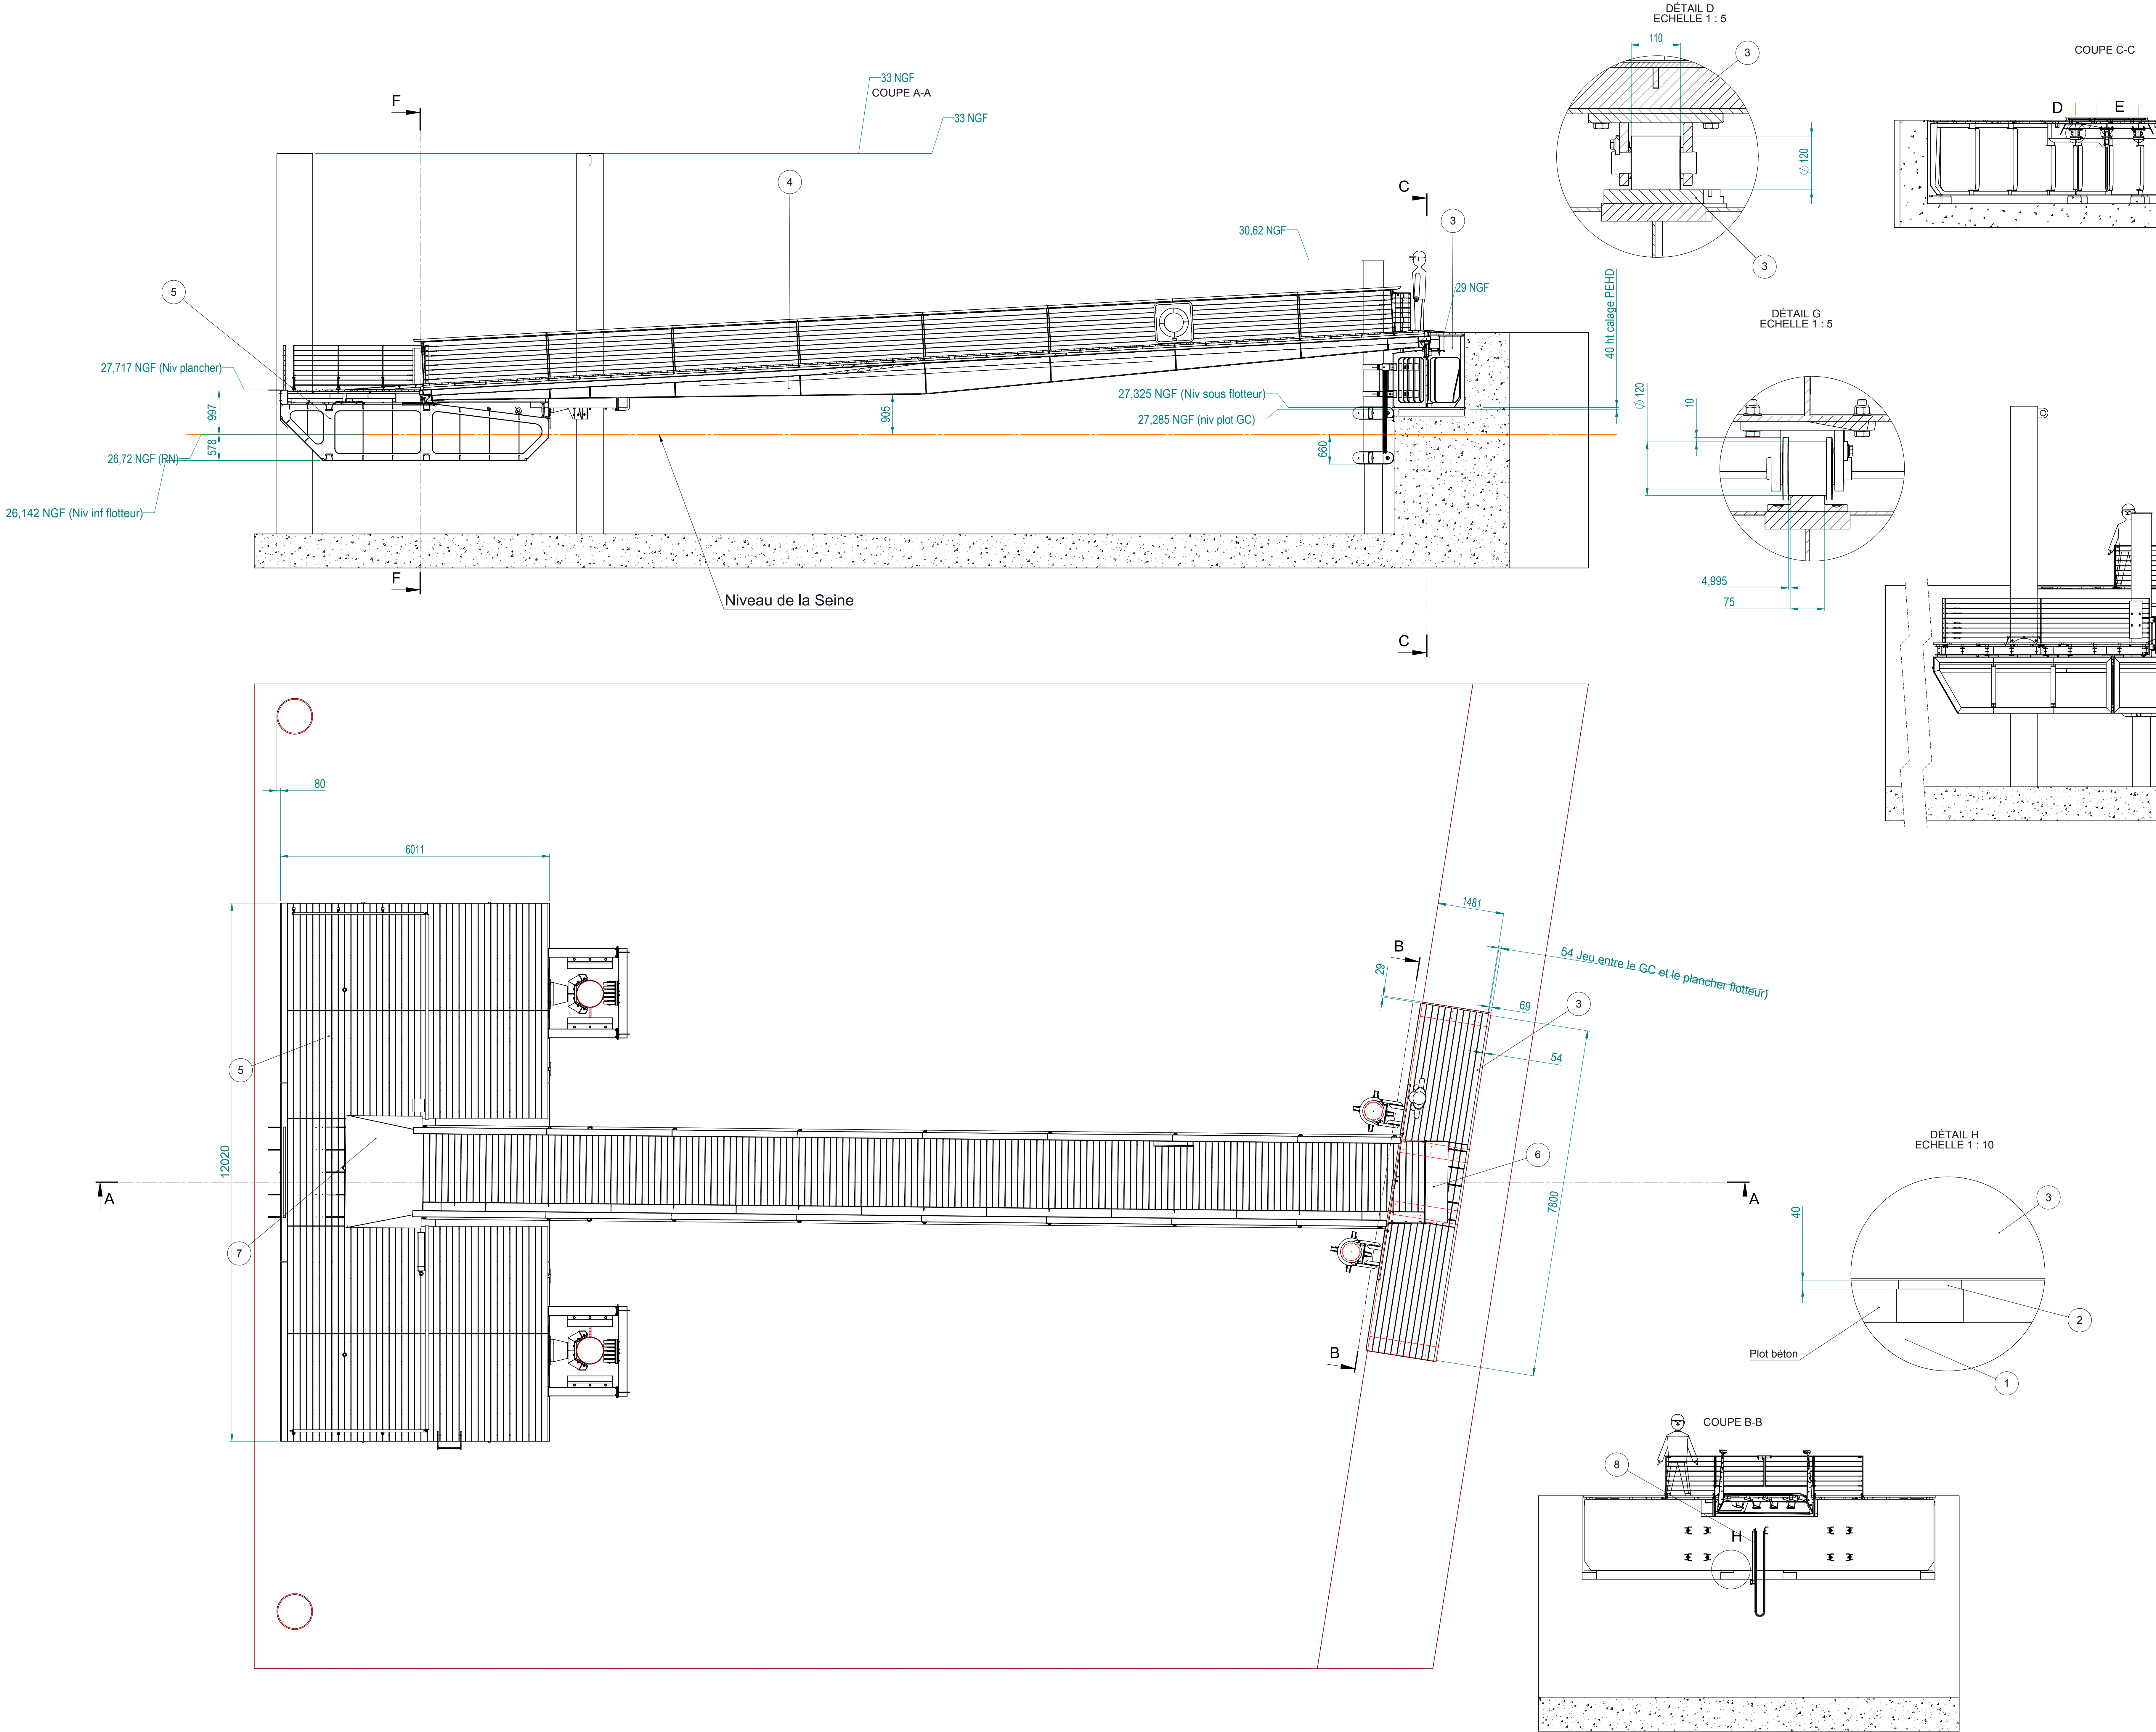 DÉTAIL D
ECHELLE 1 : 5
110
3
∅ 120
3
COUPE C-C
D
E
33 NGF
COUPE A-A
33 NGF
F
4
C
3
30,62 NGF
29 NGF
5
27,717 NGF (Niv plancher)
997
578
26,72 NGF (RN)
26,142 NGF (Niv inf flotteur)
905
27,325 NGF (Niv sous flotteur)
27,285 NGF (niv plot GC)
660
40 ht calage PEHD
F
Niveau de la Seine
C
DÉTAIL G
ECHELLE 1 : 5
∅ 120
10
4,995
75
80
6011
12020
1481
B
29
54 Jeu entre le GC et le plancher flotteur)
69
3
54
5
6
A
A
7
7800
B
DÉTAIL H
ECHELLE 1 : 10
3
40
2
Plot béton
1
COUPE B-B
8
H